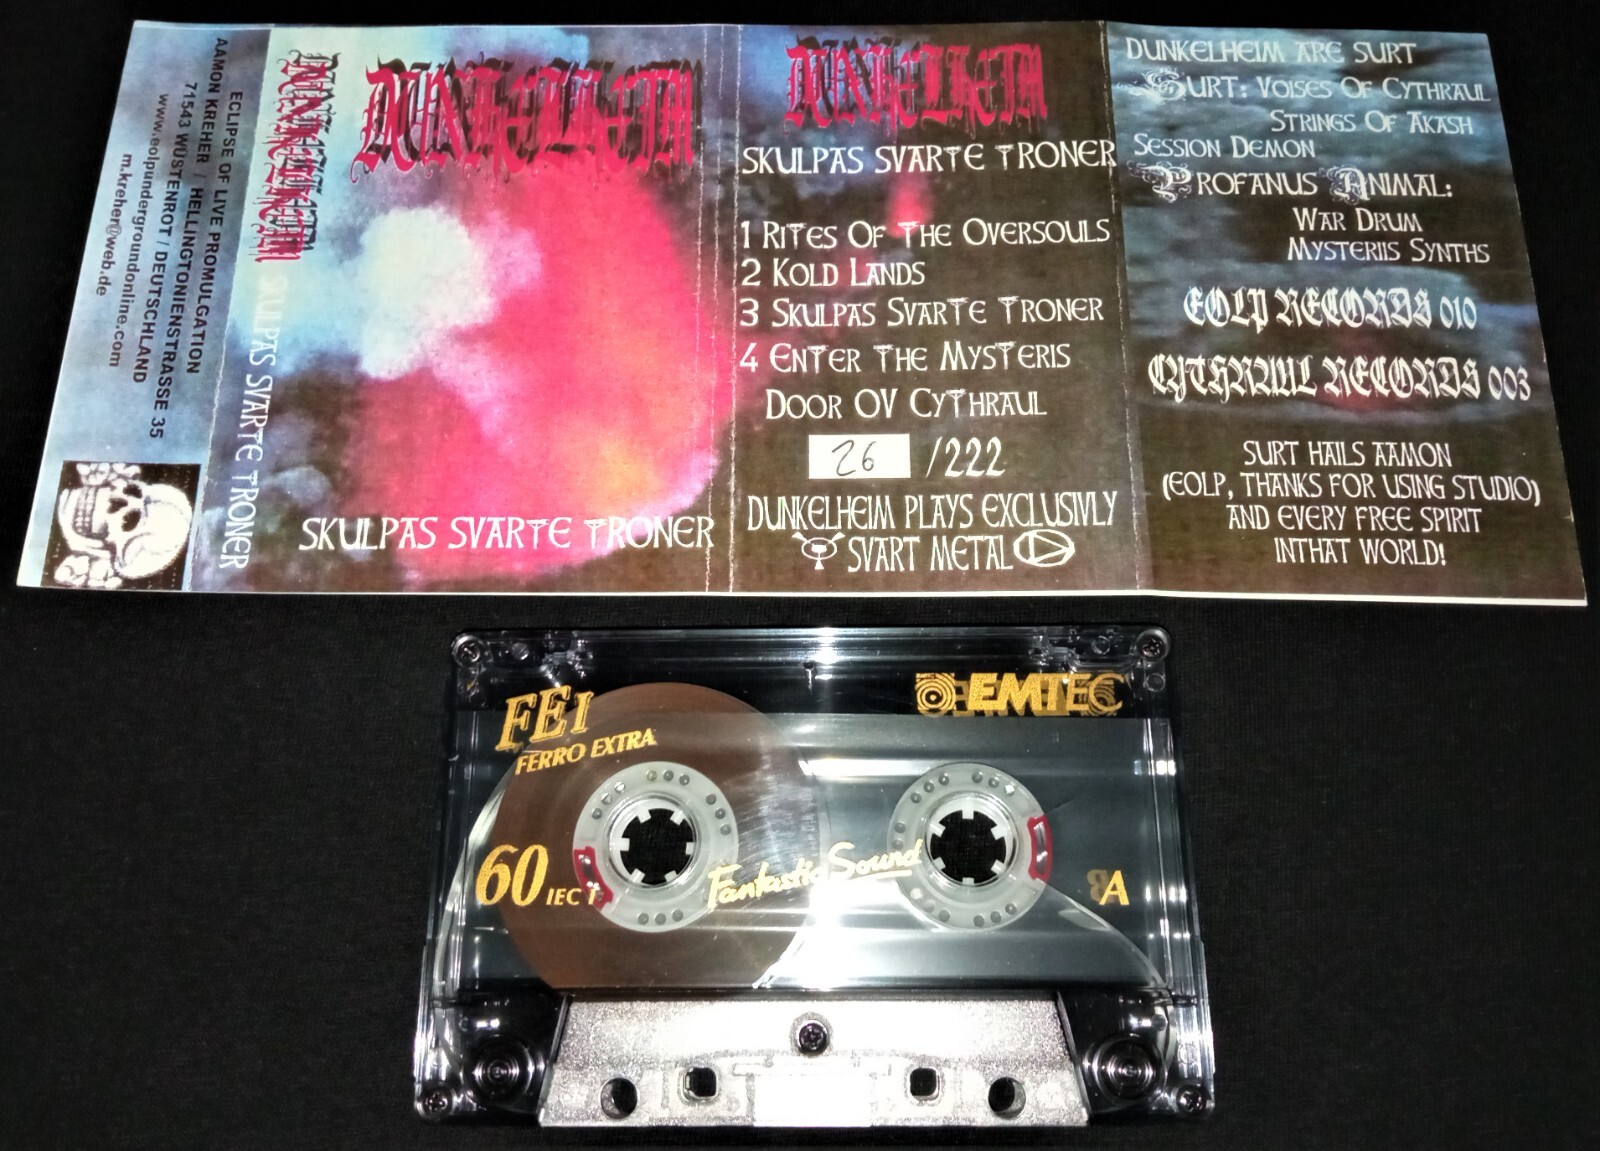 ECLIPSE OF LIVE PROMULGATION
AAMON KREHER / HELLINGTONIENSTRASSE 35
71543 WÜSTENROT / DEUTSCHLAND
www.eolpundergroundonline.com
m.kreher@web.de
DUNKELHEIM SKULPAS SVARTE TRONER
DUNKELHEIM
SKULPAS SVARTE TRONER
DUNKELHEIM
SKULPAS SVARTE TRONER
1 RITES OF THE OVERSOULS
2 KOLD LANDS
3 SKULPAS SVARTE TRONER
4 ENTER THE MYSTERIS
DOOR OV CYTHRAUL
26 /222
DUNKELHEIM PLAYS EXCLUSIVLY
SVART METAL
DUNKELHEIM ARE SURT
SURT: VOISES OF CYTHRAUL
STRINGS OF AKASH
SESSION DEMON
PROFANUS ANIMAL:
WAR DRUM
MYSTERIIS SYNTHS
EOLP RECORDS 010
CYTHRAUL RECORDS 003
SURT HAILS AAMON
(EOLP, THANKS FOR USING STUDIO)
AND EVERY FREE SPIRIT
INTHAT WORLD!
FE I
FERRO EXTRA
EMTEC
60 IEC I
Fantastic Sound
A